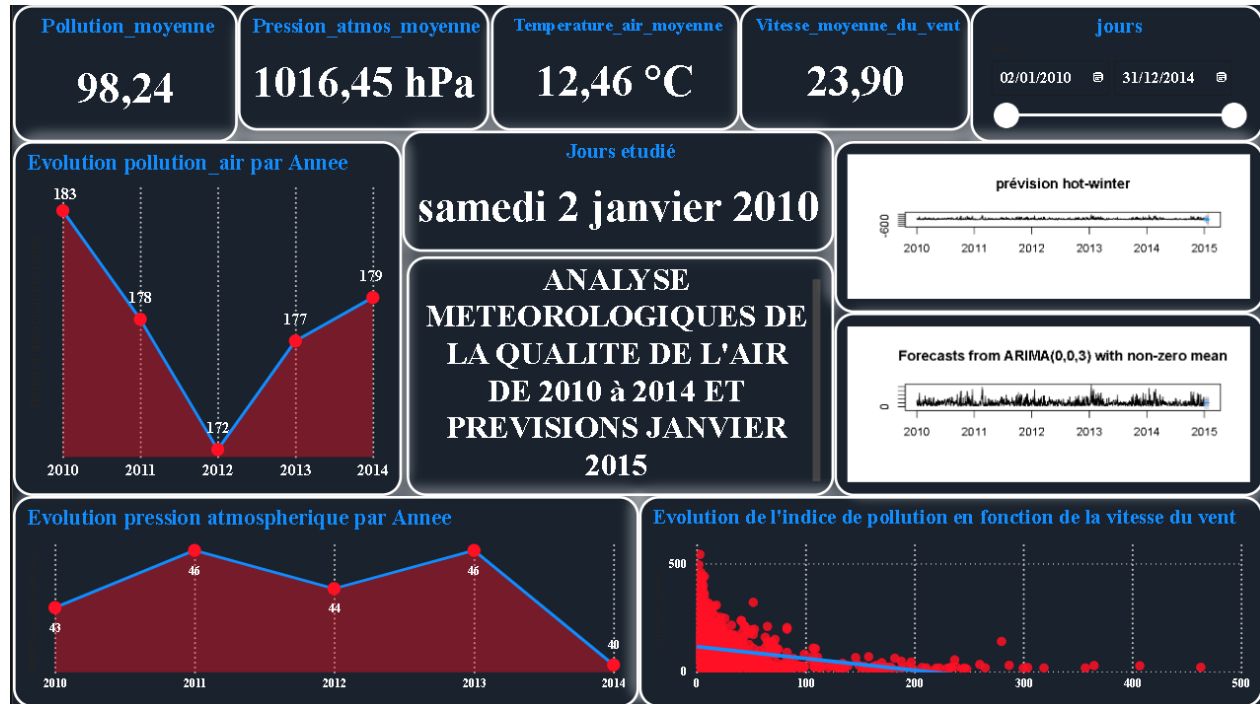 Pollution_moyenne
98,24
Pression_atmos_moyenne
1016,45 hPa
Temperature_air_moyenne
12,46 °C
Vitesse_moyenne_du_vent
23,90
jours
02/01/2010 31/12/2014
Evolution pollution_air par Annee
183
178
172
177
179
2010 2011 2012 2013 2014
Jours etudié
samedi 2 janvier 2010
ANALYSE
METEOROLOGIQUES DE
LA QUALITE DE L'AIR
DE 2010 à 2014 ET
PREVISIONS JANVIER
2015
prévision hot-winter
-600
2010 2011 2012 2013 2014 2015
Forecasts from ARIMA(0,0,3) with non-zero mean
0
2010 2011 2012 2013 2014 2015
Evolution pression atmospherique par Annee
43
46
44
46
40
2010 2011 2012 2013 2014
Evolution de l'indice de pollution en fonction de la vitesse du vent
500
0
0 100 200 300 400 500